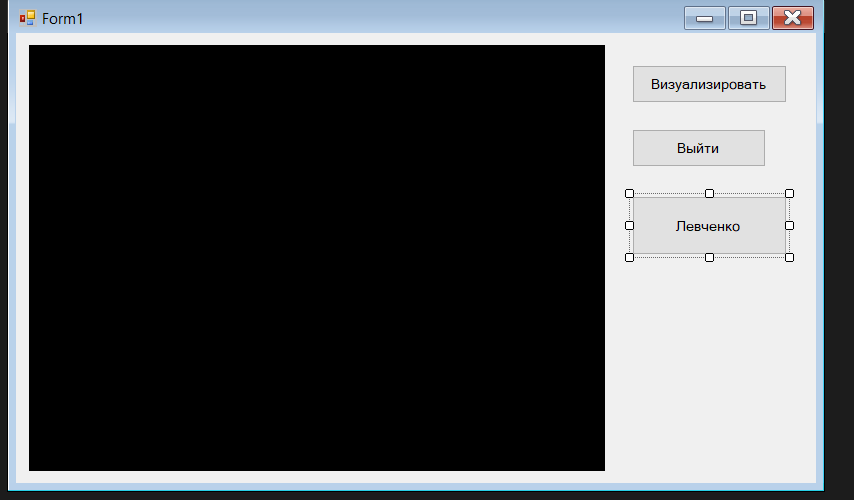 Form1
Визуализировать
Выйти
Левченко